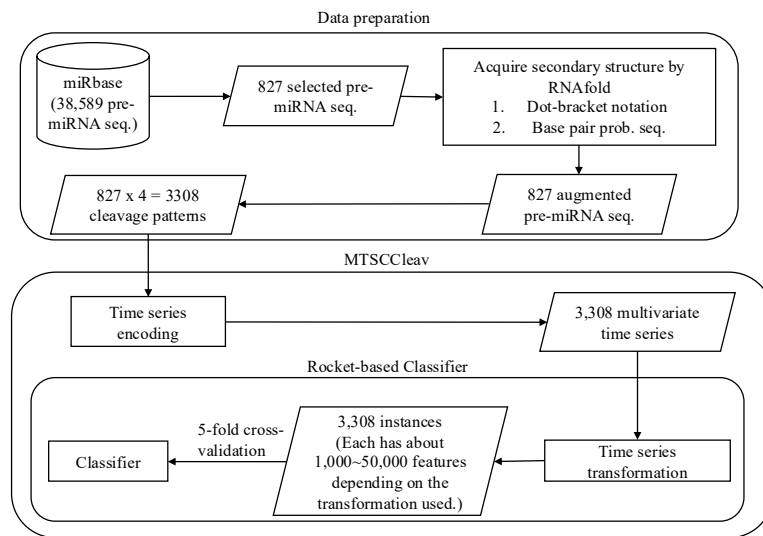 Data preparation
miRbase
(38,589 pre-
miRNA seq.)
827 selected pre-
miRNA seq.
Acquire secondary structure by
RNAfold
1. Dot-bracket notation
2. Base pair prob. seq.
827 x 4 = 3308
cleavage patterns
827 augmented
pre-miRNA seq.
MTSCCleav
Time series
encoding
3,308 multivariate
time series
Rocket-based Classifier
Classifier
5-fold cross-
validation
3,308 instances
(Each has about
1,000~50,000 features
depending on the
transformation used.)
Time series
transformation